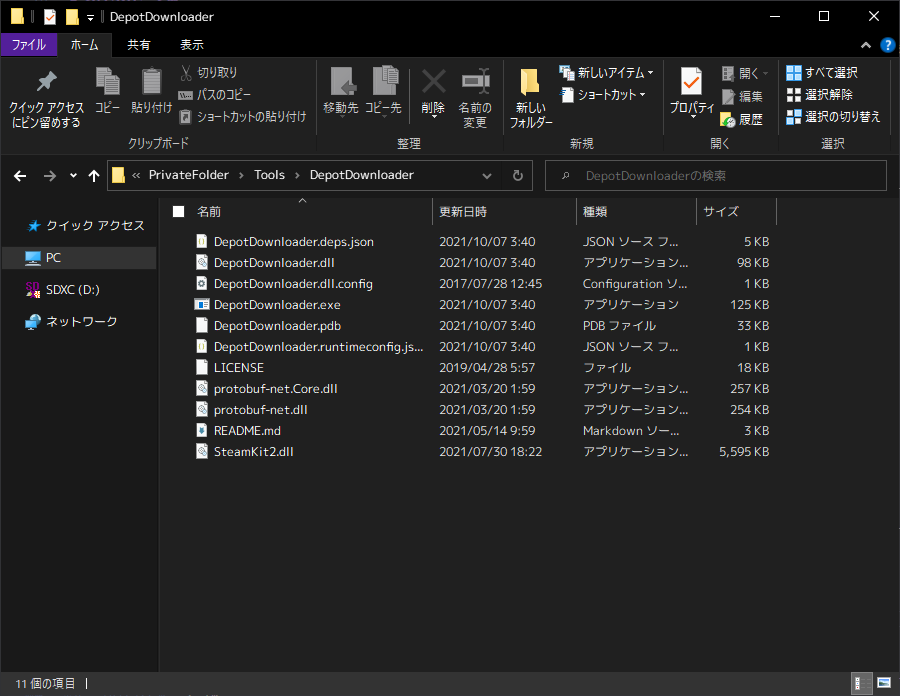 DepotDownloader
ファイル ホーム 共有 表示
クイック アクセス
にピン留めする
コピー
貼り付け
切り取り
パスのコピー
ショートカットの貼り付け
クリップボード
移動先 コピー先
削除 名前の
変更
整理
新しい
フォルダー
新しいアイテム
ショートカット
新規
プロパティ
開く
編集
履歴
開く
すべて選択
選択解除
選択の切り替え
選択
« PrivateFolder › Tools › DepotDownloader
DepotDownloaderの検索
クイック アクセス
PC
SDXC (D:)
ネットワーク
名前 更新日時 種類 サイズ
DepotDownloader.deps.json 2021/10/07 3:40 JSON ソース フ... 5 KB
DepotDownloader.dll 2021/10/07 3:40 アプリケーション... 98 KB
DepotDownloader.dll.config 2017/07/28 12:45 Configuration ソ... 1 KB
DepotDownloader.exe 2021/10/07 3:40 アプリケーション 125 KB
DepotDownloader.pdb 2021/10/07 3:40 PDB ファイル 33 KB
DepotDownloader.runtimeconfig.js... 2021/10/07 3:40 JSON ソース フ... 1 KB
LICENSE 2019/04/28 5:57 ファイル 18 KB
protobuf-net.Core.dll 2021/03/20 1:59 アプリケーション... 257 KB
protobuf-net.dll 2021/03/20 1:59 アプリケーション... 254 KB
README.md 2021/05/14 9:59 Markdown ソー... 3 KB
SteamKit2.dll 2021/07/30 18:22 アプリケーション... 5,595 KB
11 個の項目